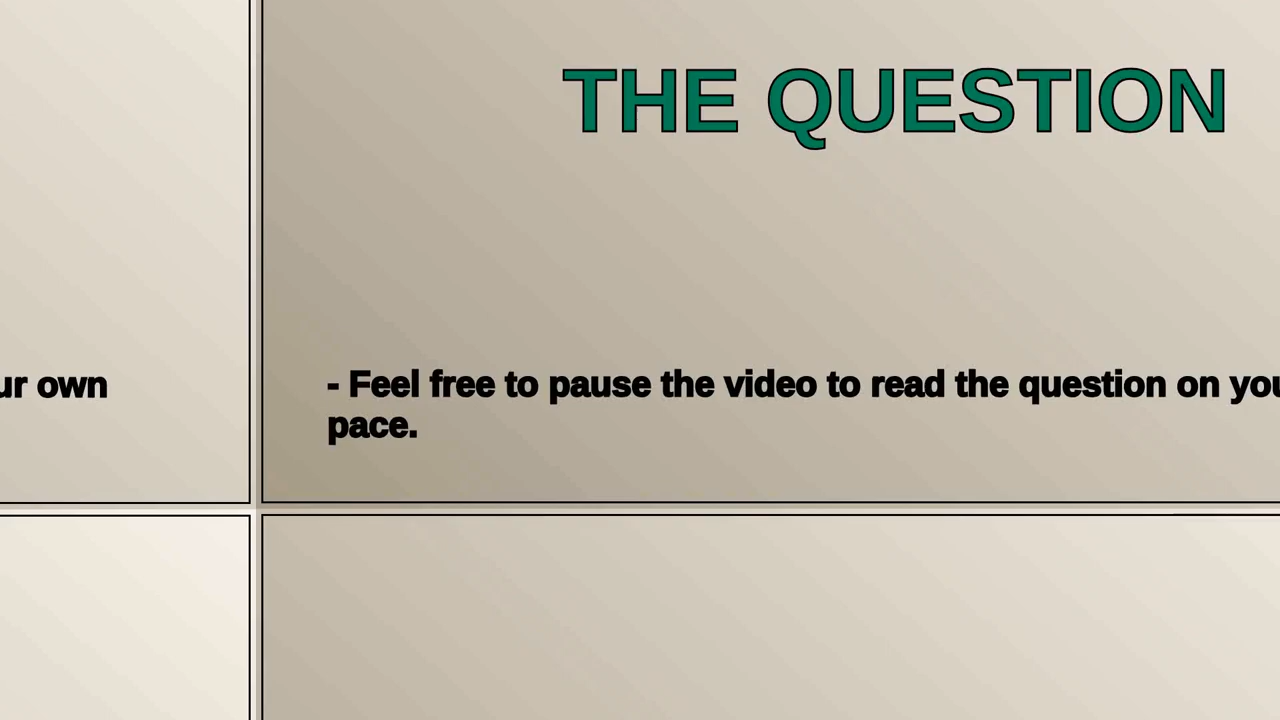 THE QUESTION
ur own
- Feel free to pause the video to read the question on you
pace.